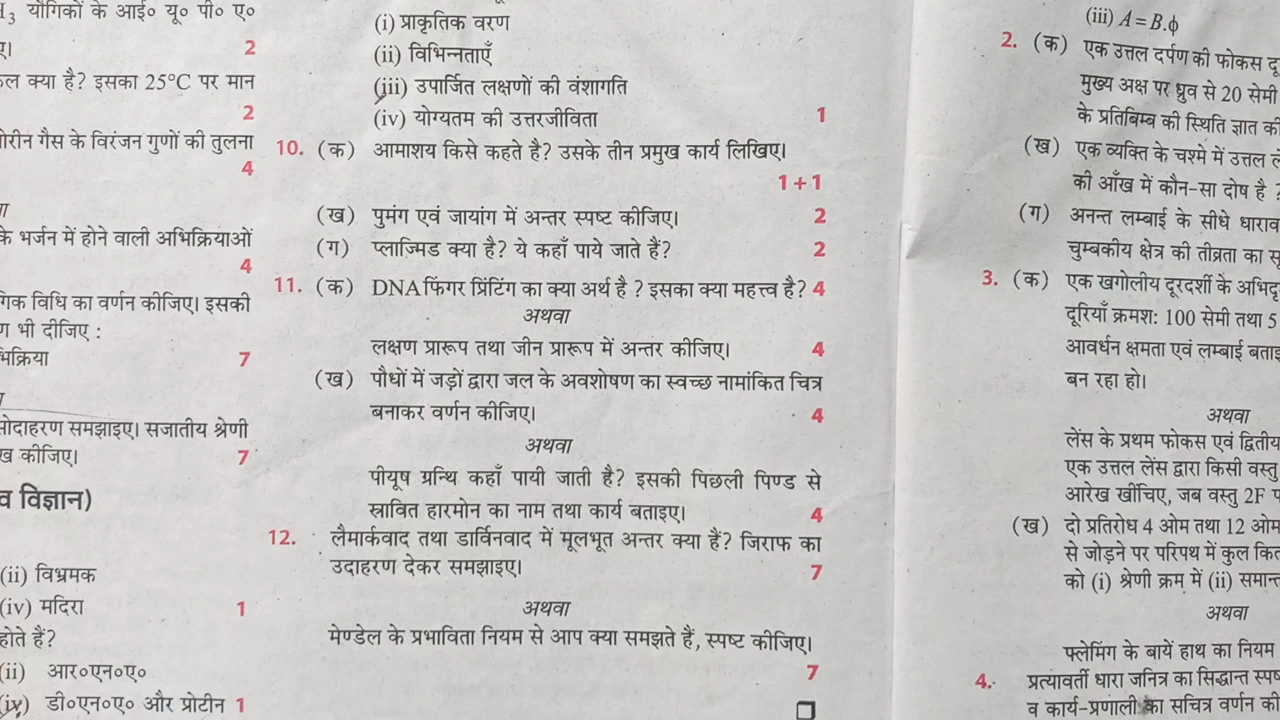 यौगिकों के आई० यू० पी० ए०
2
क्या है? इसका 25°C पर मान
2
गैस के विरंजन गुणों की तुलना
4
के भर्जन में होने वाली अभिक्रियाओं
4
विधि का वर्णन कीजिए। इसकी
भी दीजिए :
7
समझाइए। सजातीय श्रेणी
कीजिए।
7
विज्ञान)
(ii) विभ्रमक
(iv) मदिरा 1
होते हैं?
(ii) आर०एन०ए०
(iv) डी०एन०ए० और प्रोटीन 1
(i) प्राकृतिक वरण
(ii) विभिन्नताएँ
(iii) उपार्जित लक्षणों की वंशागति
(iv) योग्यतम की उत्तरजीविता 1
10. (क) आमाशय किसे कहते है? उसके तीन प्रमुख कार्य लिखिए।
1+1
(ख) पुमंग एवं जायांग में अन्तर स्पष्ट कीजिए। 2
(ग) प्लाज्मिड क्या है? ये कहाँ पाये जाते हैं? 2
11. (क) DNA फिंगर प्रिंटिंग का क्या अर्थ है ? इसका क्या महत्त्व है? 4
अथवा
लक्षण प्रारूप तथा जीन प्रारूप में अन्तर कीजिए। 4
(ख) पौधों में जड़ों द्वारा जल के अवशोषण का स्वच्छ नामांकित चित्र
बनाकर वर्णन कीजिए। 4
अथवा
पीयूष ग्रन्थि कहाँ पायी जाती है? इसकी पिछली पिण्ड से
स्रावित हारमोन का नाम तथा कार्य बताइए। 4
12. लैमार्कवाद तथा डार्विनवाद में मूलभूत अन्तर क्या हैं? जिराफ का
उदाहरण देकर समझाइए। 7
अथवा
मेण्डेल के प्रभाविता नियम से आप क्या समझते हैं, स्पष्ट कीजिए।
7
(iii) A = B.ϕ
2. (क) एक उत्तल दर्पण की फोकस
मुख्य अक्ष पर ध्रुव से 20 सेमी
के प्रतिबिम्ब की स्थिति ज्ञात
(ख) एक व्यक्ति के चश्मे में उत्तल
की आँख में कौन-सा दोष है ?
(ग) अनन्त लम्बाई के सीधे
चुम्बकीय क्षेत्र की तीव्रता का
3. (क) एक खगोलीय दूरदर्शी के
दूरियाँ क्रमश: 100 सेमी तथा 5
आवर्धन क्षमता एवं लम्बाई
बन रहा हो।
अथवा
लेंस के प्रथम फोकस एवं द्वितीय
एक उत्तल लेंस द्वारा किसी वस्तु
आरेख खींचिए, जब वस्तु 2F
(ख) दो प्रतिरोध 4 ओम तथा 12 ओम
से जोड़ने पर परिपथ में कुल
को (i) श्रेणी क्रम में (ii)
अथवा
फ्लेमिंग के बायें हाथ का नियम
4. प्रत्यावर्ती धारा जनित्र का सिद्धान्त
व कार्य-प्रणाली का सचित्र वर्णन